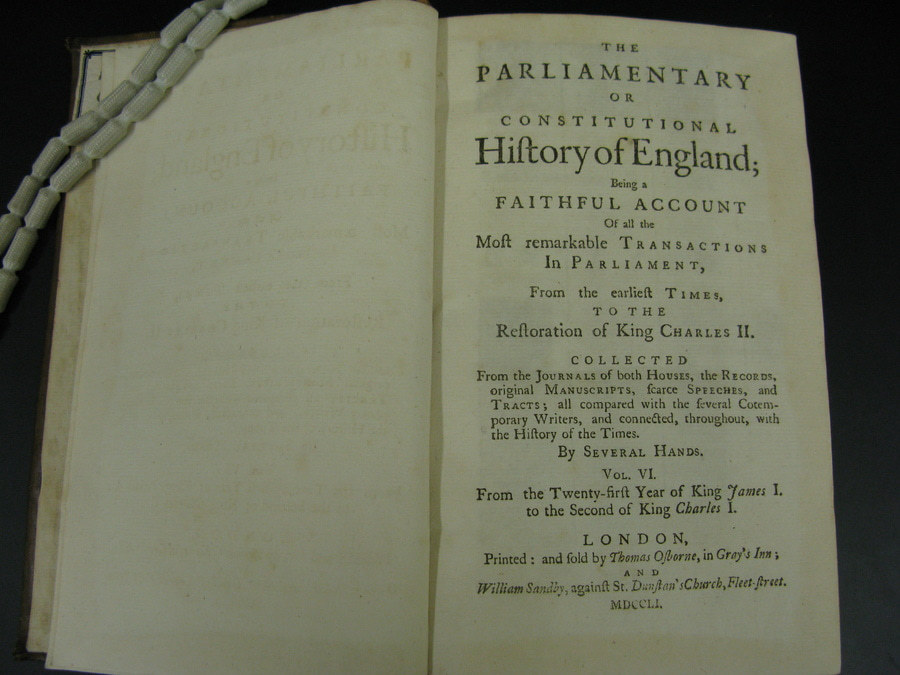 THE
PARLIAMENTARY
OR
CONSTITUTIONAL
Hiſtory of England;
Being a
FAITHFUL ACCOUNT
Of all the
Moſt remarkable TRANSACTIONS
In PARLIAMENT,
From the earlieſt TIMES,
TO THE
Reſtoration of King CHARLES II.
COLLECTED
From the JOURNALS of both HOUSES, the RECORDS,
original MANUSCRIPTS, ſcarce SPEECHES, and
TRACTS; all compared with the ſeveral Cotem-
porary Writers, and connected, throughout, with
the Hiſtory of the Times.
By SEVERAL HANDS.
VOL. VI.
From the Twenty-firſt Year of King James I.
to the Second of King Charles I.
LONDON,
Printed: and ſold by Thomas Oſborne, in Gray's Inn;
AND
William Sandby, againſt St. Dunſtan's Church, Fleet-ſtreet.
MDCCLI.